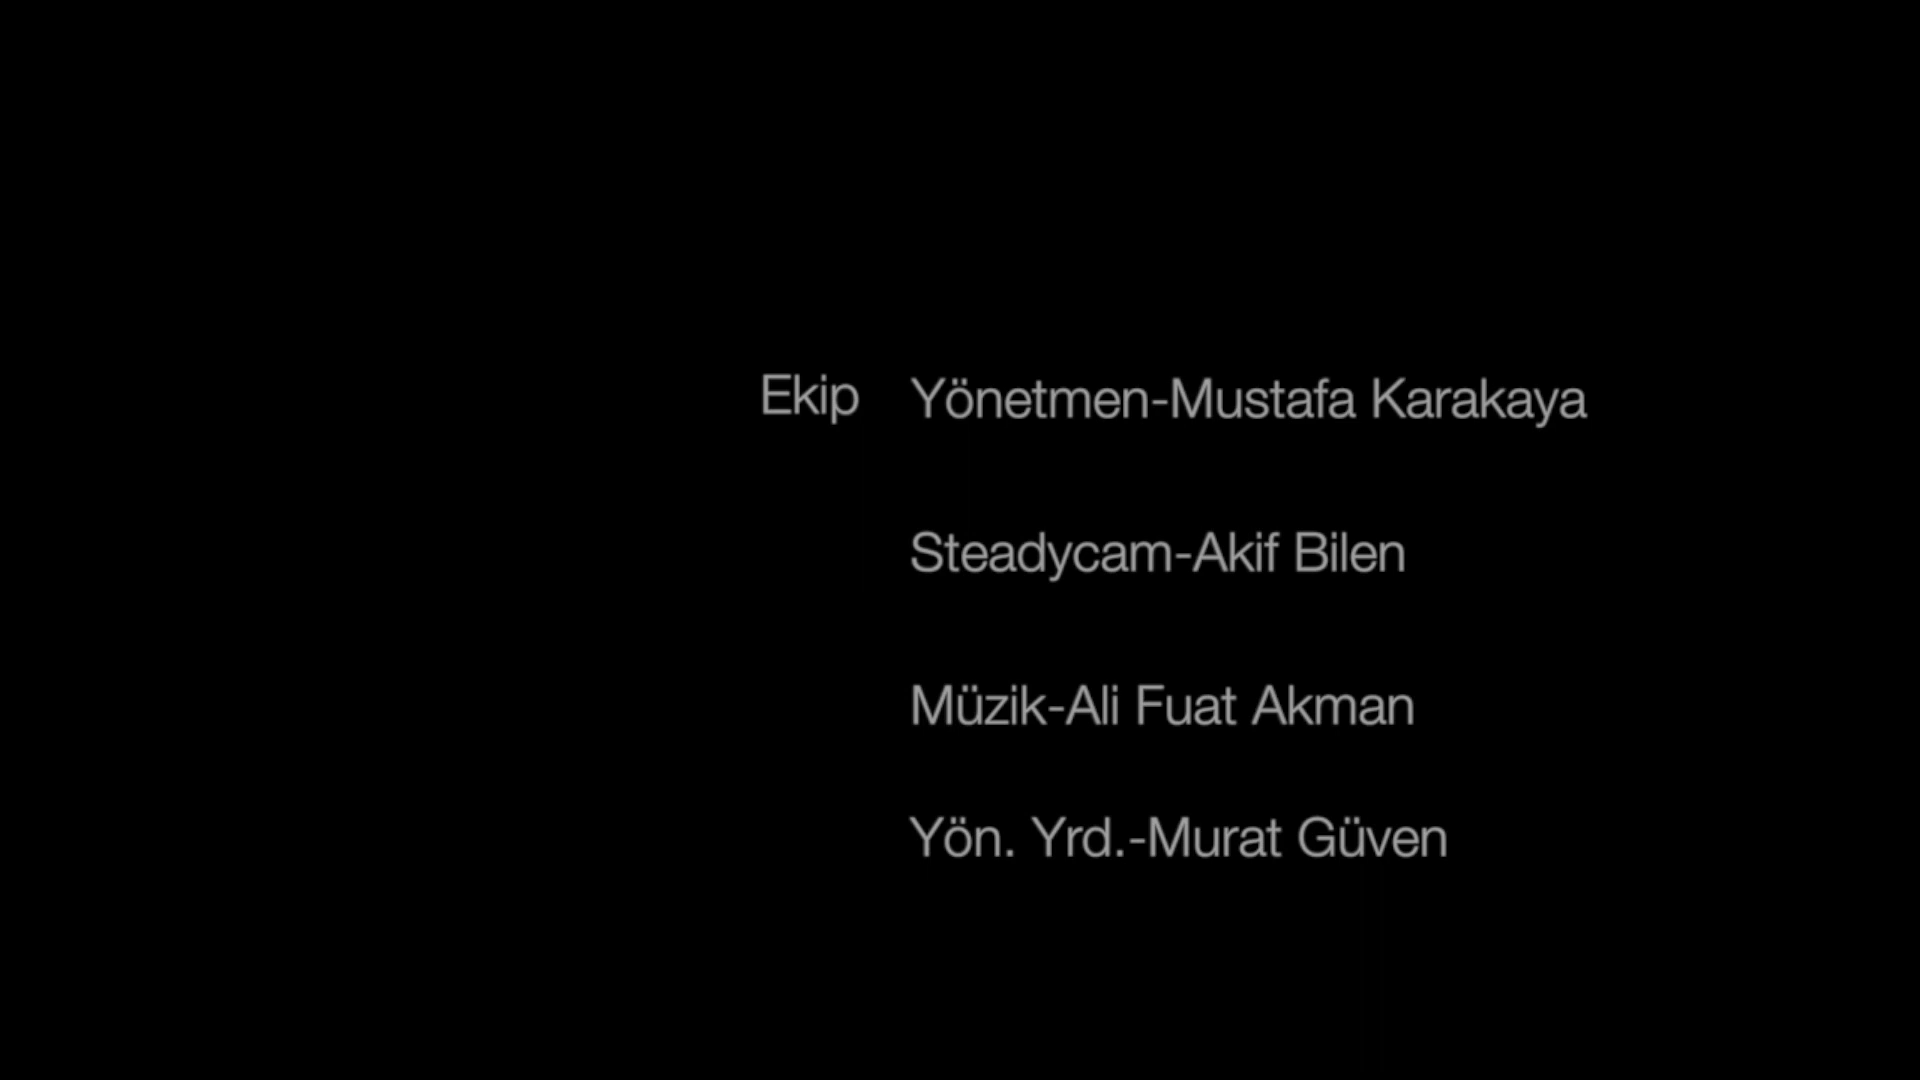 Ekip Yönetmen-Mustafa Karakaya
Steadycam-Akif Bilen
Müzik-Ali Fuat Akman
Yön. Yrd.-Murat Güven